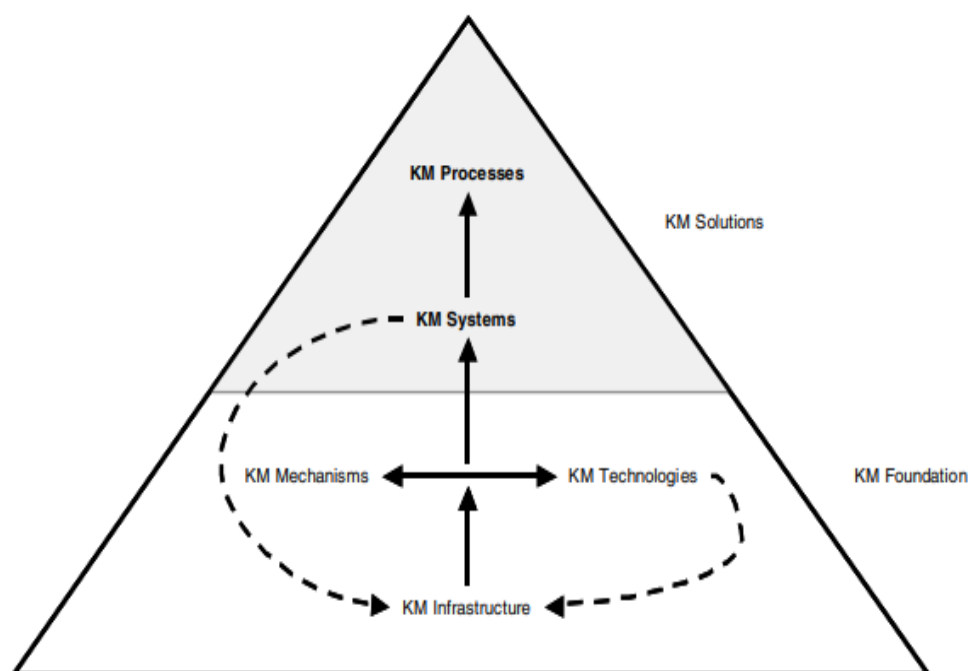 KM Processes
KM Solutions
KM Systems
KM Mechanisms
KM Technologies
KM Foundation
KM Infrastructure